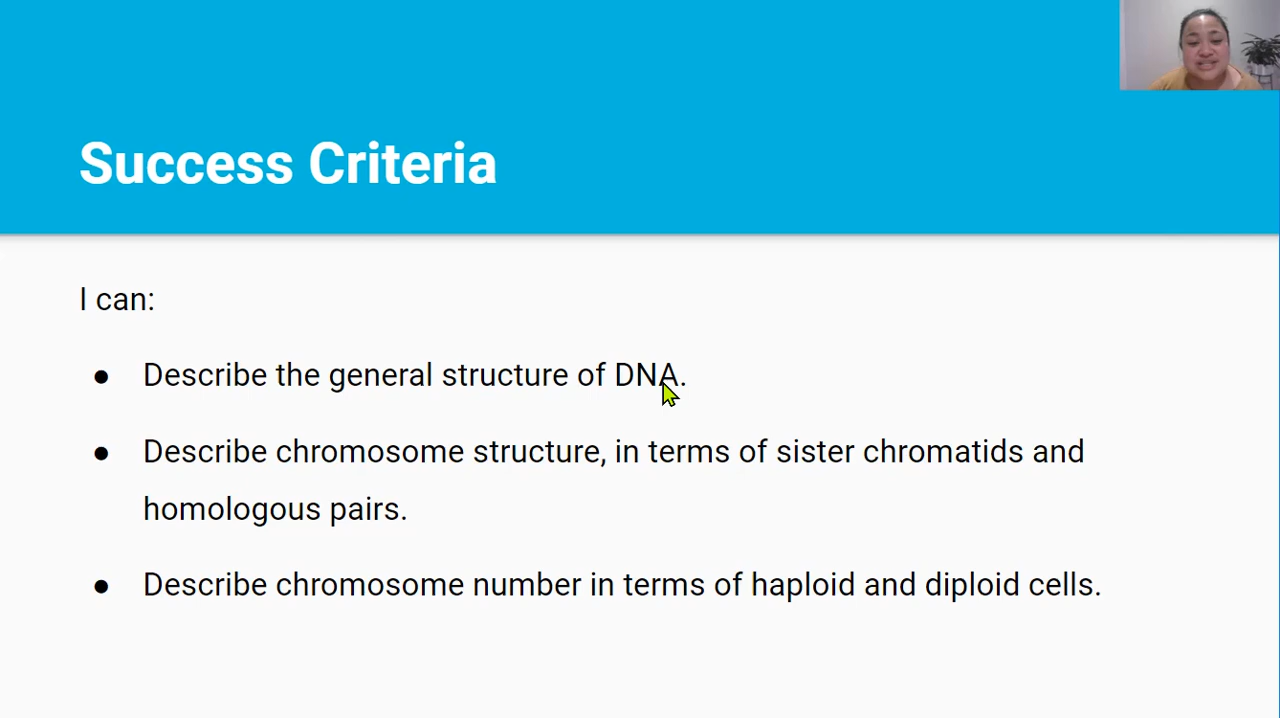 Success Criteria
I can:
● Describe the general structure of DNA.
● Describe chromosome structure, in terms of sister chromatids and
homologous pairs.
● Describe chromosome number in terms of haploid and diploid cells.